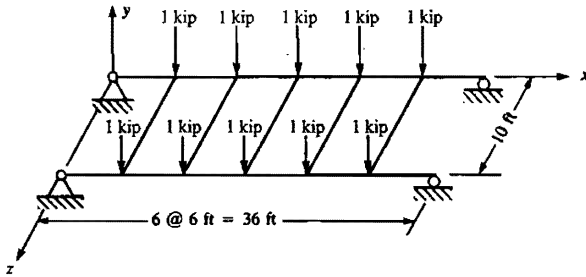 y
1 kip 1 kip 1 kip 1 kip 1 kip
x
1 kip 1 kip 1 kip 1 kip 1 kip
10 ft
6 @ 6 ft = 36 ft
z